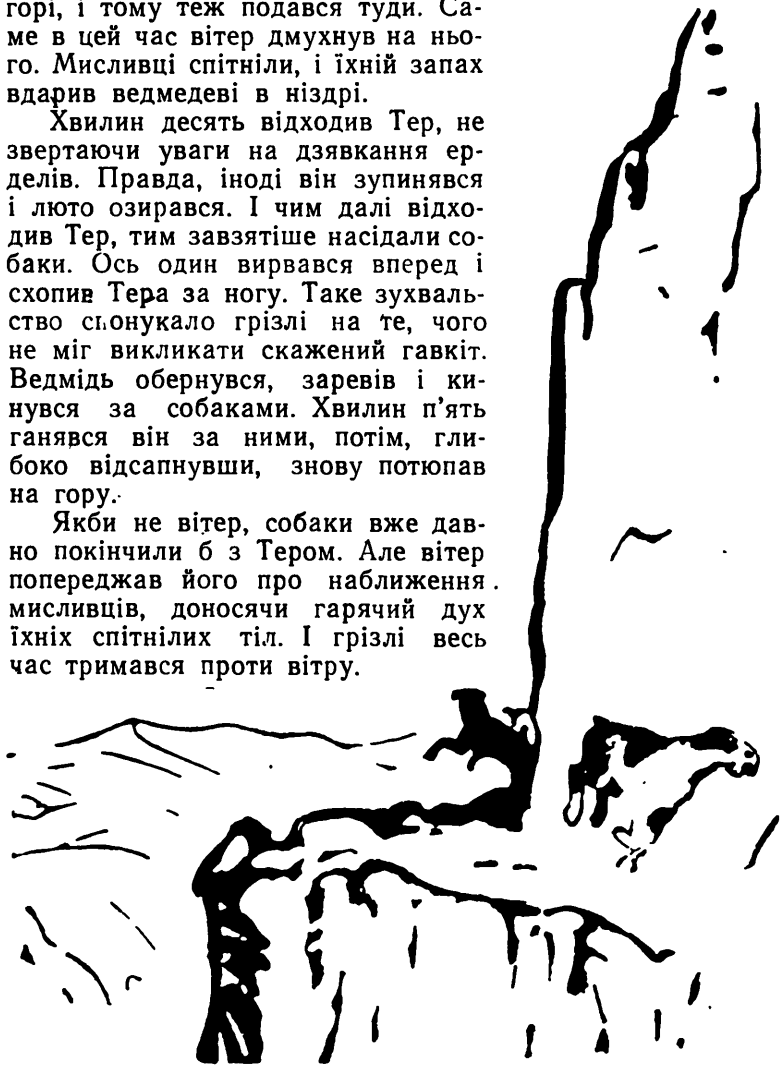 горі, і тому теж подався туди. Са-
ме в цей час вітер дмухнув на ньо-
го. Мисливці спітніли, і їхній запах
вдарив ведмедеві в ніздрі.
Хвилин десять відходив Тер, не
звертаючи уваги на дзявкання ер-
делів. Правда, іноді він зупинявся
і люто озирався. І чим далі відхо-
див Тер, тим завзятіше насідали со-
баки. Ось один вирвався вперед і
схопив Тера за ногу. Таке зухваль-
ство спонукало грізлі на те, чого
не міг викликати скажений гавкіт.
Ведмідь обернувся, заревів і ки-
нувся за собаками. Хвилин п'ять
ганявся він за ними, потім, гли-
боко відсапнувши, знову потюпав
на гору.
Якби не вітер, собаки вже дав-
но покінчили б з Тером. Але вітер
попереджав його про наближення
мисливців, доносячи гарячий дух
їхніх спітнілих тіл. І грізлі весь
час тримався проти вітру.